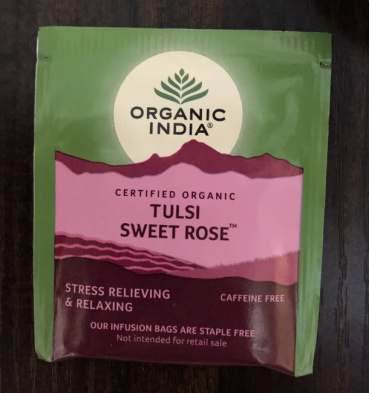 ORGANIC
INDIA®
CERTIFIED ORGANIC
TULSI
SWEET ROSE™
STRESS RELIEVING
& RELAXING
CAFFEINE FREE
OUR INFUSION BAGS ARE STAPLE FREE
Not intended for retail sale